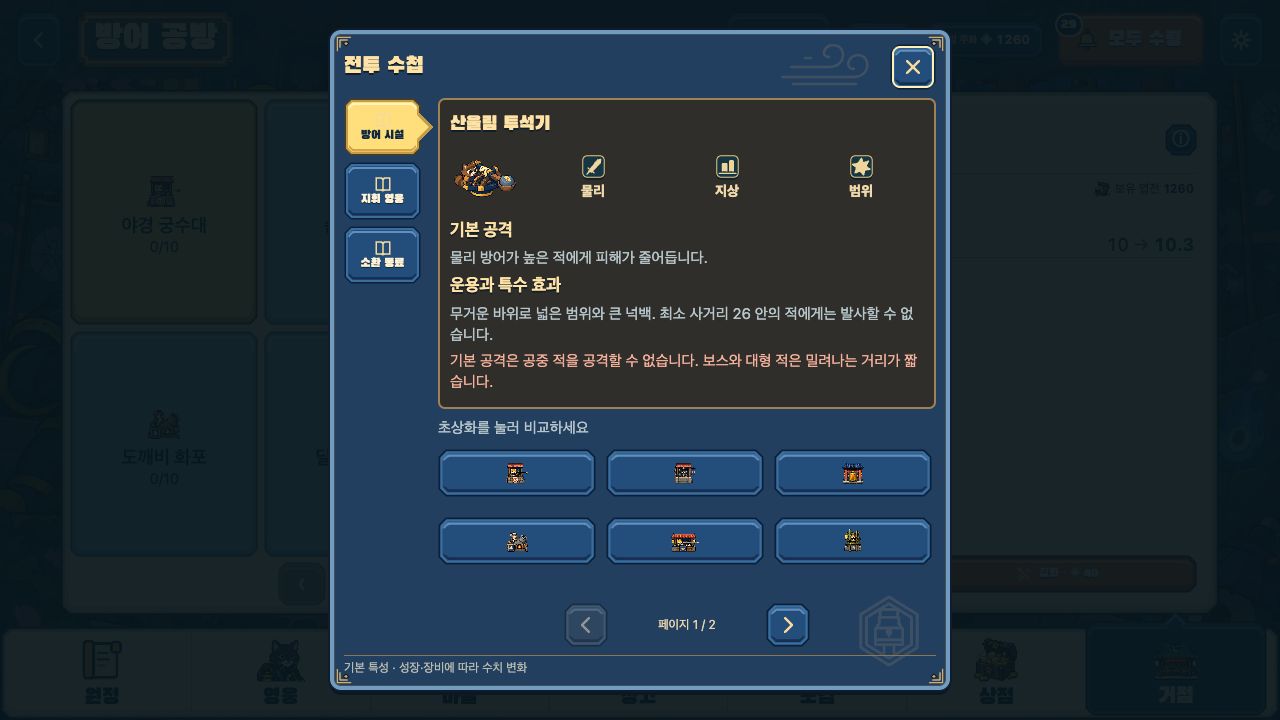 방어 공방
29
모두 수령
1260
전투 수첩
방어 시설
지휘 영웅
소환 동료
산울림 투석기
물리
지상
범위
기본 공격
물리 방어가 높은 적에게 피해가 줄어듭니다.
운용과 특수 효과
무거운 바위로 넓은 범위와 큰 넉백. 최소 사거리 26 안의 적에게는 발사할 수 없
습니다.
기본 공격은 공중 적을 공격할 수 없습니다. 보스와 대형 적은 밀려나는 거리가 짧
습니다.
초상화를 눌러 비교하세요
페이지 1 / 2
기본 특성 · 성장·장비에 따라 수치 변화
야경 궁수대
0/10
도깨비 화포
0/10
보유 엽전 1260
10 → 10.3
강화
원정
영웅
상점
거점